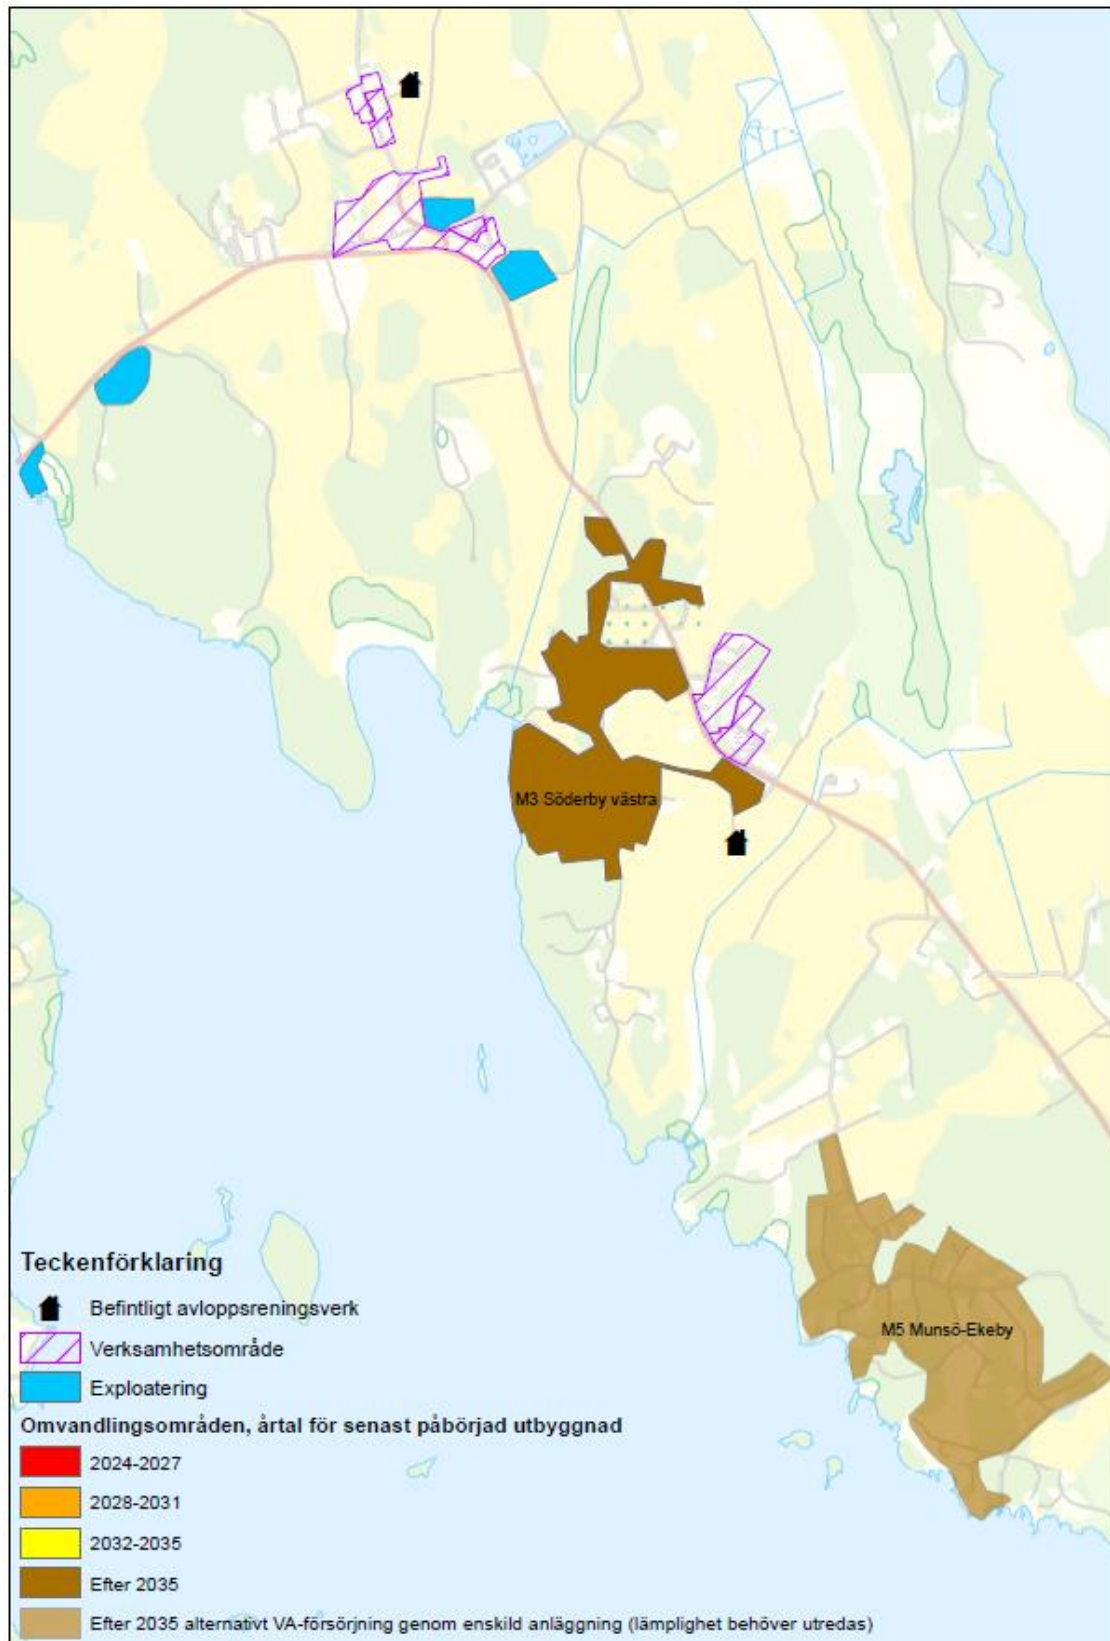 M3 Söderby västra
M5 Munsö-Ekeby
Teckenförklaring
Befintligt avloppsreningsverk
Verksamhetsområde
Exploatering
Omvandlingsområden, årtal för senast påbörjad utbyggnad
2024-2027
2028-2031
2032-2035
Efter 2035
Efter 2035 alternativt VA-försörjning genom enskild anläggning (lämplighet behöver utredas)